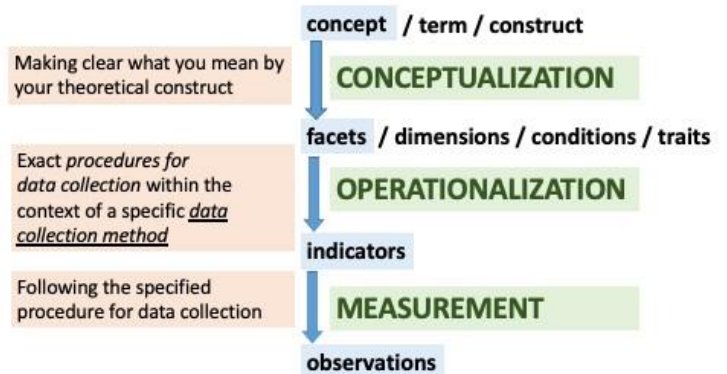 concept / term / construct
Making clear what you mean by
your theoretical construct
CONCEPTUALIZATION
facets / dimensions / conditions / traits
Exact procedures for
data collection within the
context of a specific data
collection method
OPERATIONALIZATION
indicators
Following the specified
procedure for data collection
MEASUREMENT
observations